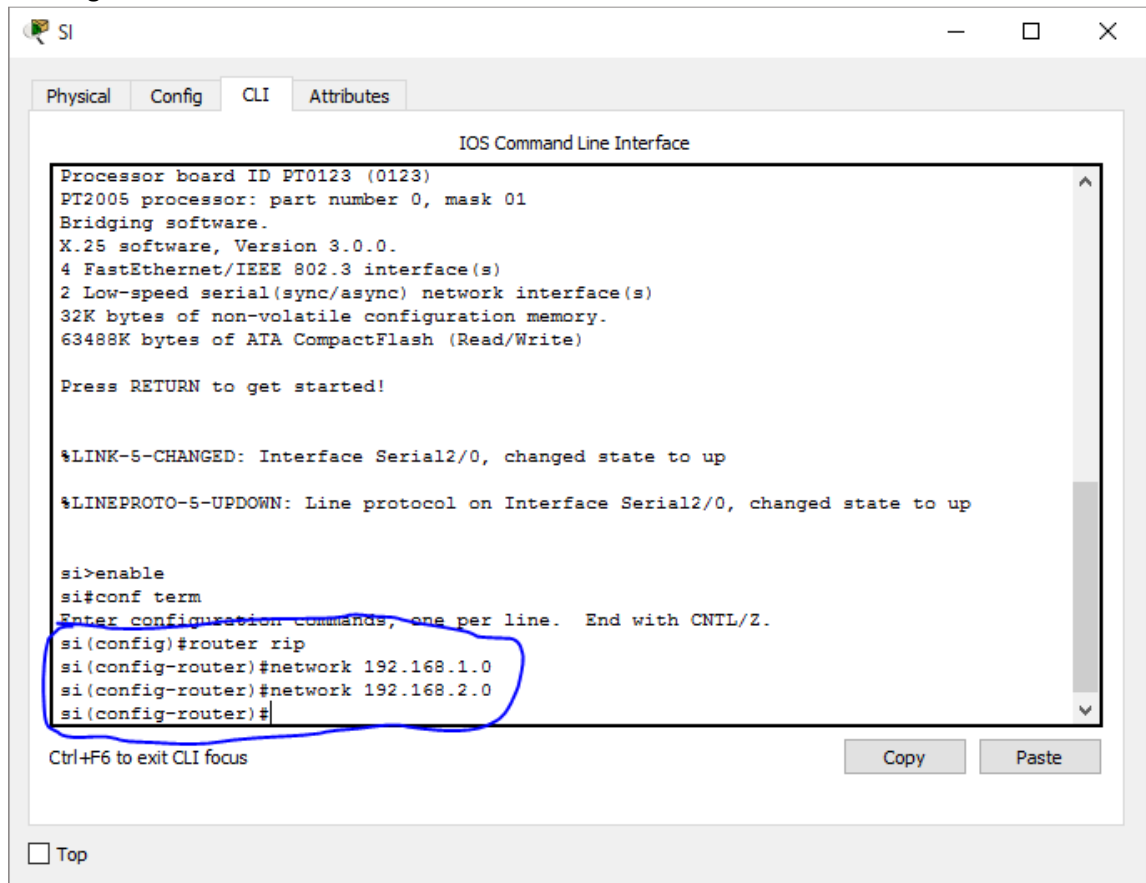 SI
Physical Config CLI Attributes
IOS Command Line Interface
Processor board ID PT0123 (0123)
PT2005 processor: part number 0, mask 01
Bridging software.
X.25 software, Version 3.0.0.
4 FastEthernet/IEEE 802.3 interface(s)
2 Low-speed serial(sync/async) network interface(s)
32K bytes of non-volatile configuration memory.
63488K bytes of ATA CompactFlash (Read/Write)
Press RETURN to get started!
%LINK-5-CHANGED: Interface Serial2/0, changed state to up
%LINEPROTO-5-UPDOWN: Line protocol on Interface Serial2/0, changed state to up
si>enable
si#conf term
Enter configuration commands, one per line. End with CNTL/Z.
si(config)#router rip
si(config-router)#network 192.168.1.0
si(config-router)#network 192.168.2.0
si(config-router)#
Ctrl+F6 to exit CLI focus
Copy Paste
Top